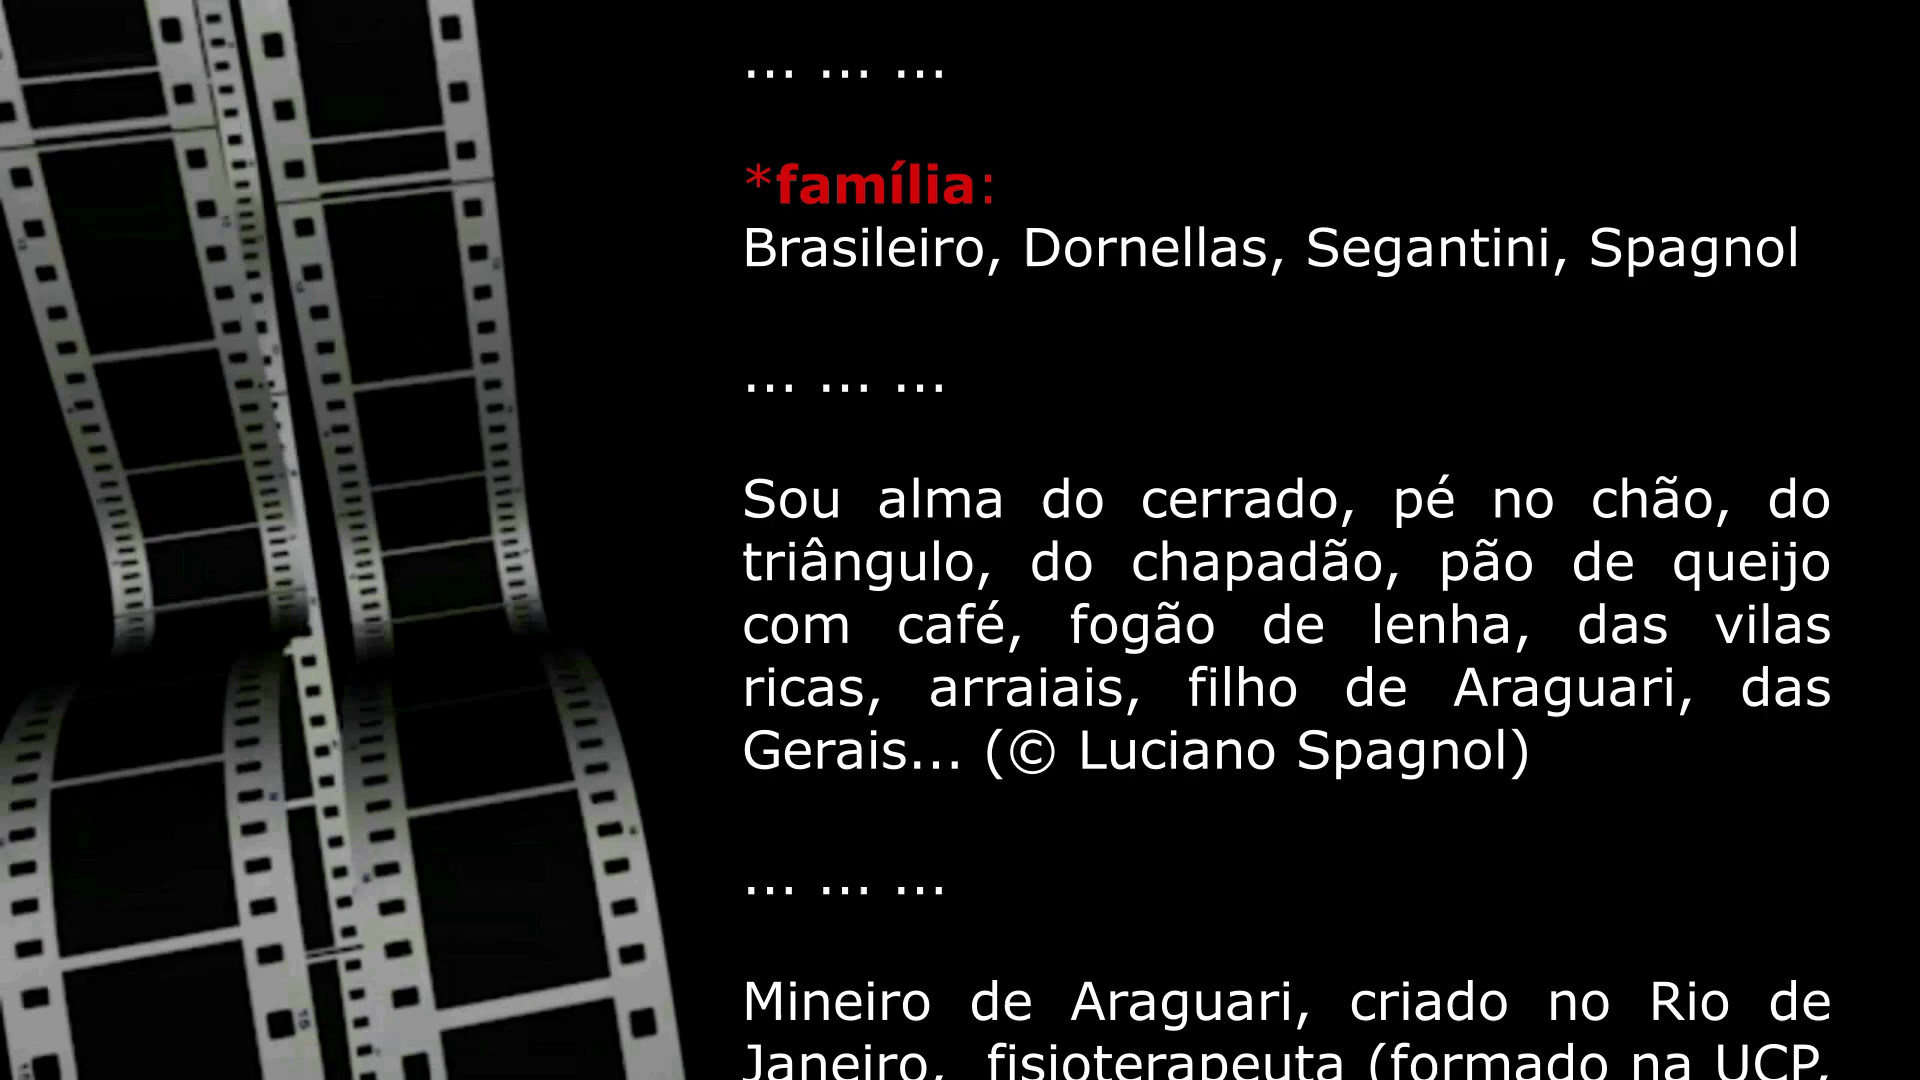 ... ... ...
*família:
Brasileiro, Dornellas, Segantini, Spagnol
... ... ...
Sou alma do cerrado, pé no chão, do
triângulo, do chapadão, pão de queijo
com café, fogão de lenha, das vilas
ricas, arraiais, filho de Araguari, das
Gerais... (© Luciano Spagnol)
... ... ...
Mineiro de Araguari, criado no Rio de
Janeiro, fisioterapeuta (formado na UCP,